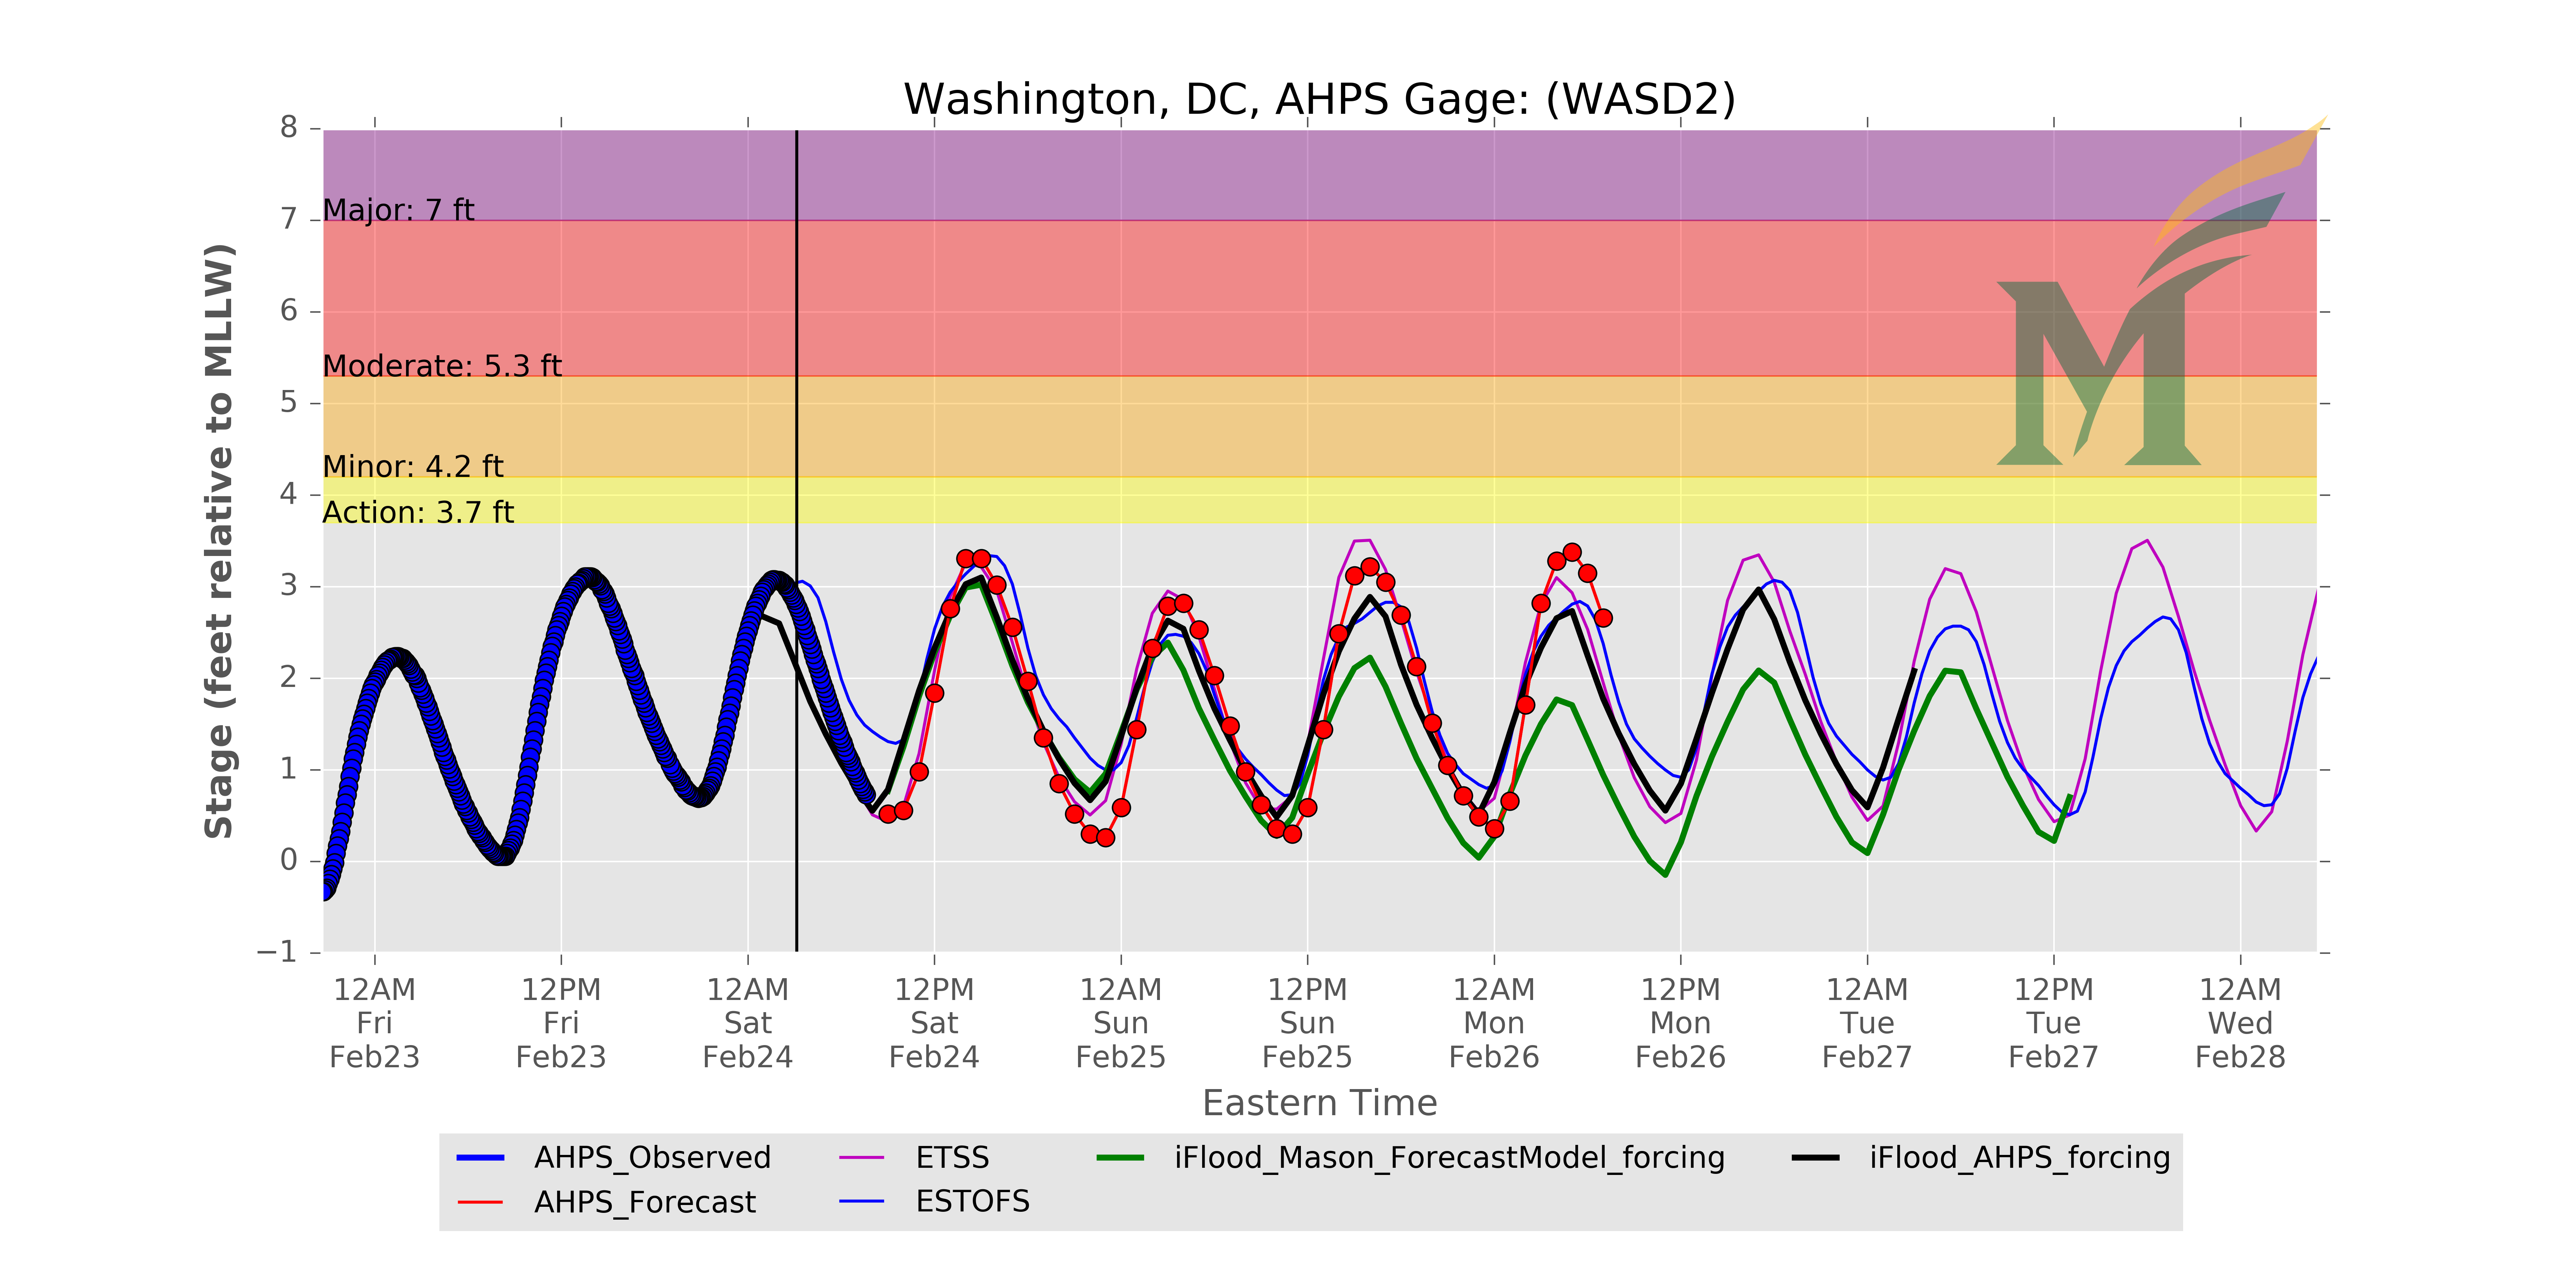 Washington, DC, AHPS Gage: (WASD2)
Stage (feet relative to MLLW)
8
7
6
5
4
3
2
1
0
−1
Major: 7 ft
Moderate: 5.3 ft
Minor: 4.2 ft
Action: 3.7 ft
M
12AM 12PM 12AM 12PM 12AM 12PM 12AM 12PM 12AM 12PM 12AM
Fri Fri Sat Sat Sun Sun Mon Mon Tue Tue Wed
Feb23 Feb23 Feb24 Feb24 Feb25 Feb25 Feb26 Feb26 Feb27 Feb27 Feb28
Eastern Time
AHPS_Observed ETSS iFlood_Mason_ForecastModel_forcing iFlood_AHPS_forcing
AHPS_Forecast ESTOFS